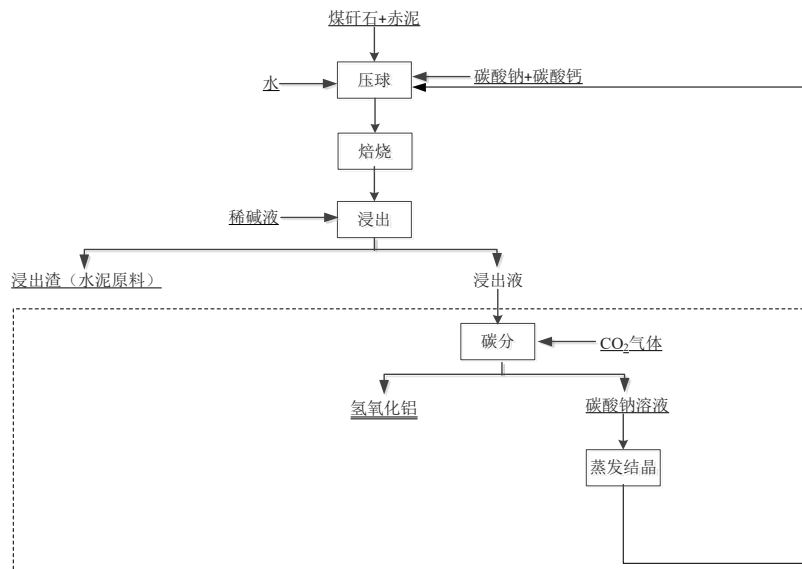 煤矸石+赤泥
水
压球
碳酸钠+碳酸钙
焙烧
稀碱液
浸出
浸出渣（水泥原料）
浸出液
碳分
CO₂气体
氢氧化铝
碳酸钠溶液
蒸发结晶